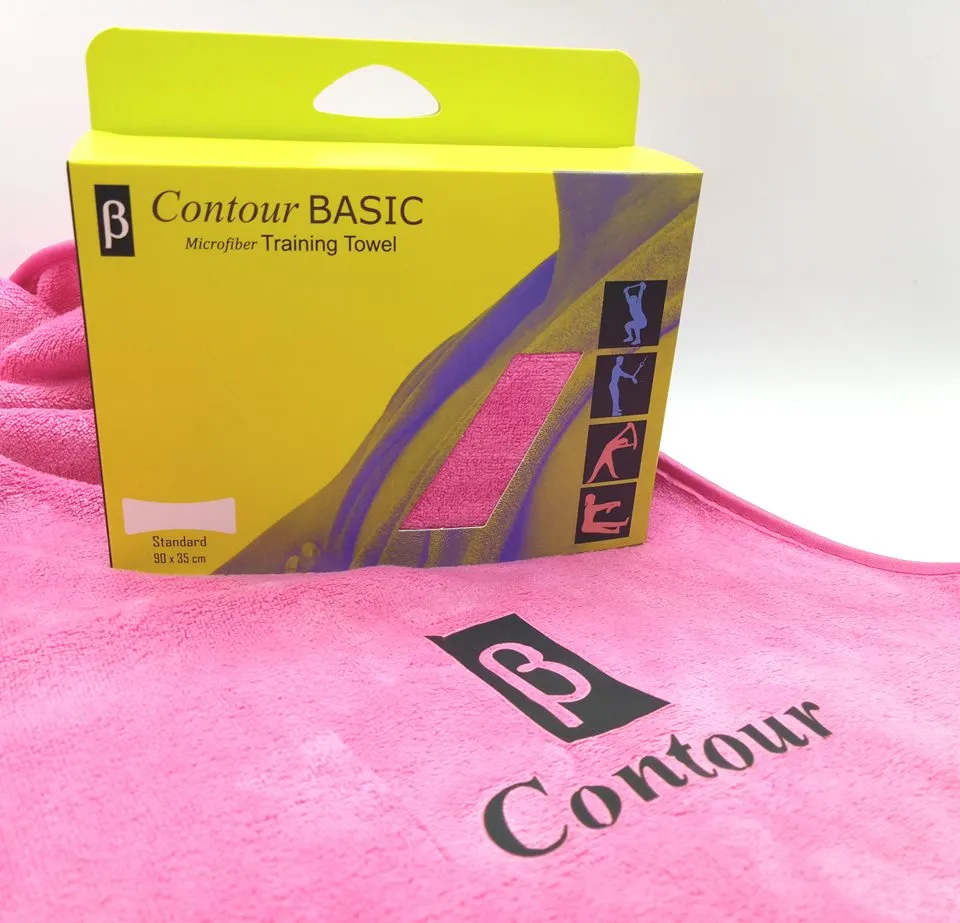 β
Contour BASIC
Microfiber Training Towel
Standard
90 x 35 cm
β
Contour